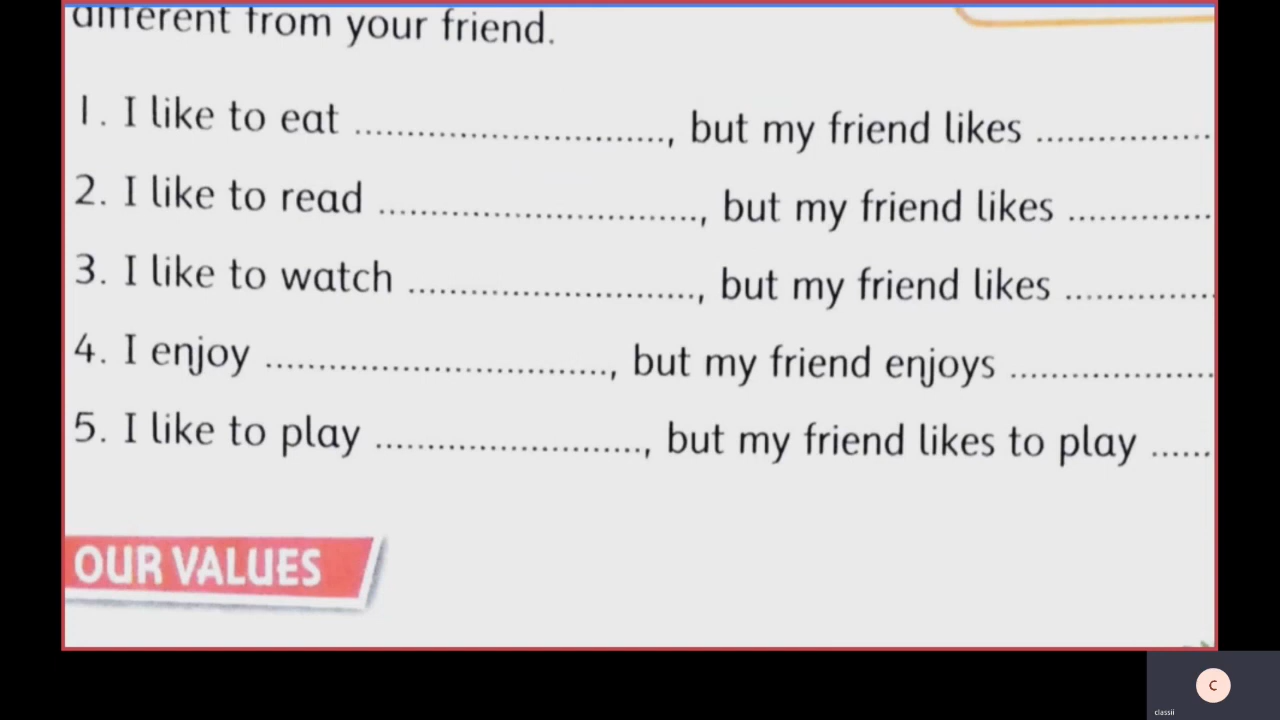 different from your friend.
1. I like to eat .............................., but my friend likes .................
2. I like to read ..............................., but my friend likes ..............
3. I like to watch ............................, but my friend likes ...............
4. I enjoy ................................., but my friend enjoys ....................
5. I like to play .........................., but my friend likes to play ......
OUR VALUES
C
classii